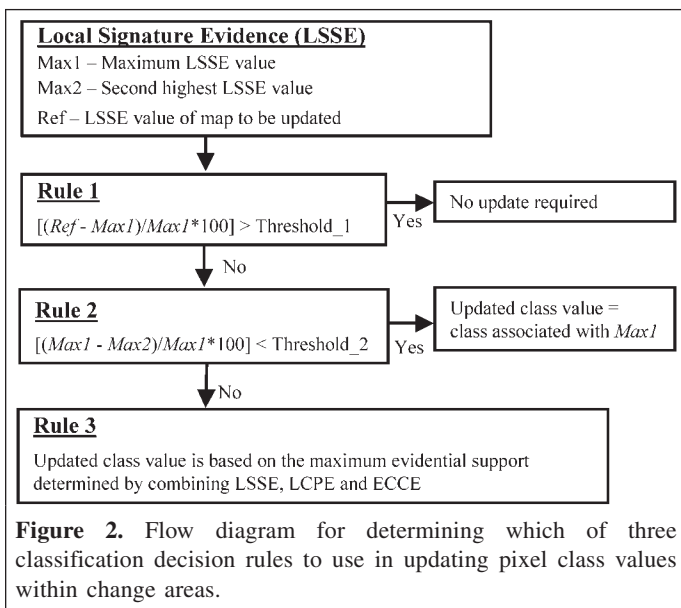 Local Signature Evidence (LSSE)
Max1 – Maximum LSSE value
Max2 – Second highest LSSE value
Ref – LSSE value of map to be updated
Rule 1
[(Ref - Max1)/Max1*100] > Threshold_1
Yes
No update required
No
Rule 2
[(Max1 - Max2)/Max1*100] < Threshold_2
Yes
Updated class value =
class associated with Max1
No
Rule 3
Updated class value is based on the maximum evidential support
determined by combining LSSE, LCPE and ECCE
Figure 2. Flow diagram for determining which of three
classification decision rules to use in updating pixel class values
within change areas.